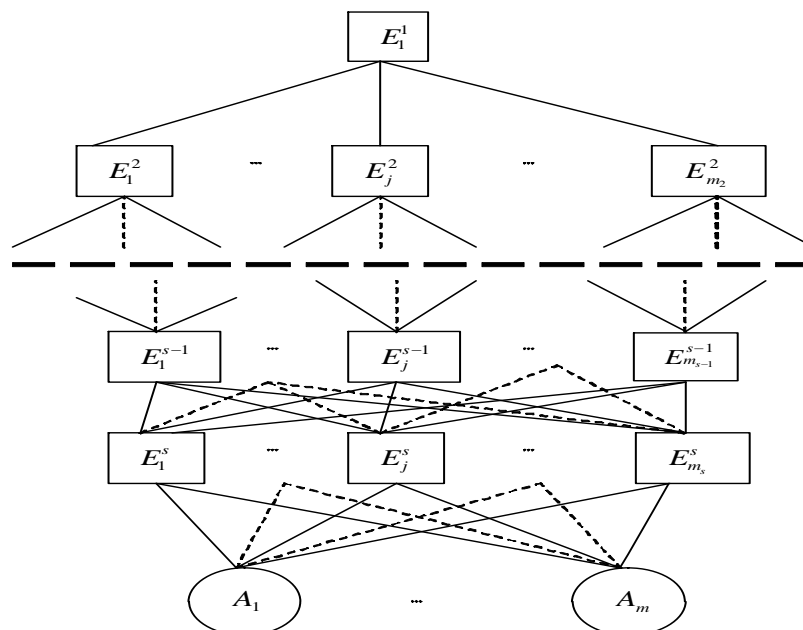 E_1^1
E_1^2 ... E_j^2 ... E_{m_2}^2
E_1^{s-1} ... E_j^{s-1} ... E_{m_{s-1}}^{s-1}
E_1^s ... E_j^s ... E_{m_s}^s
A_1 ... A_m